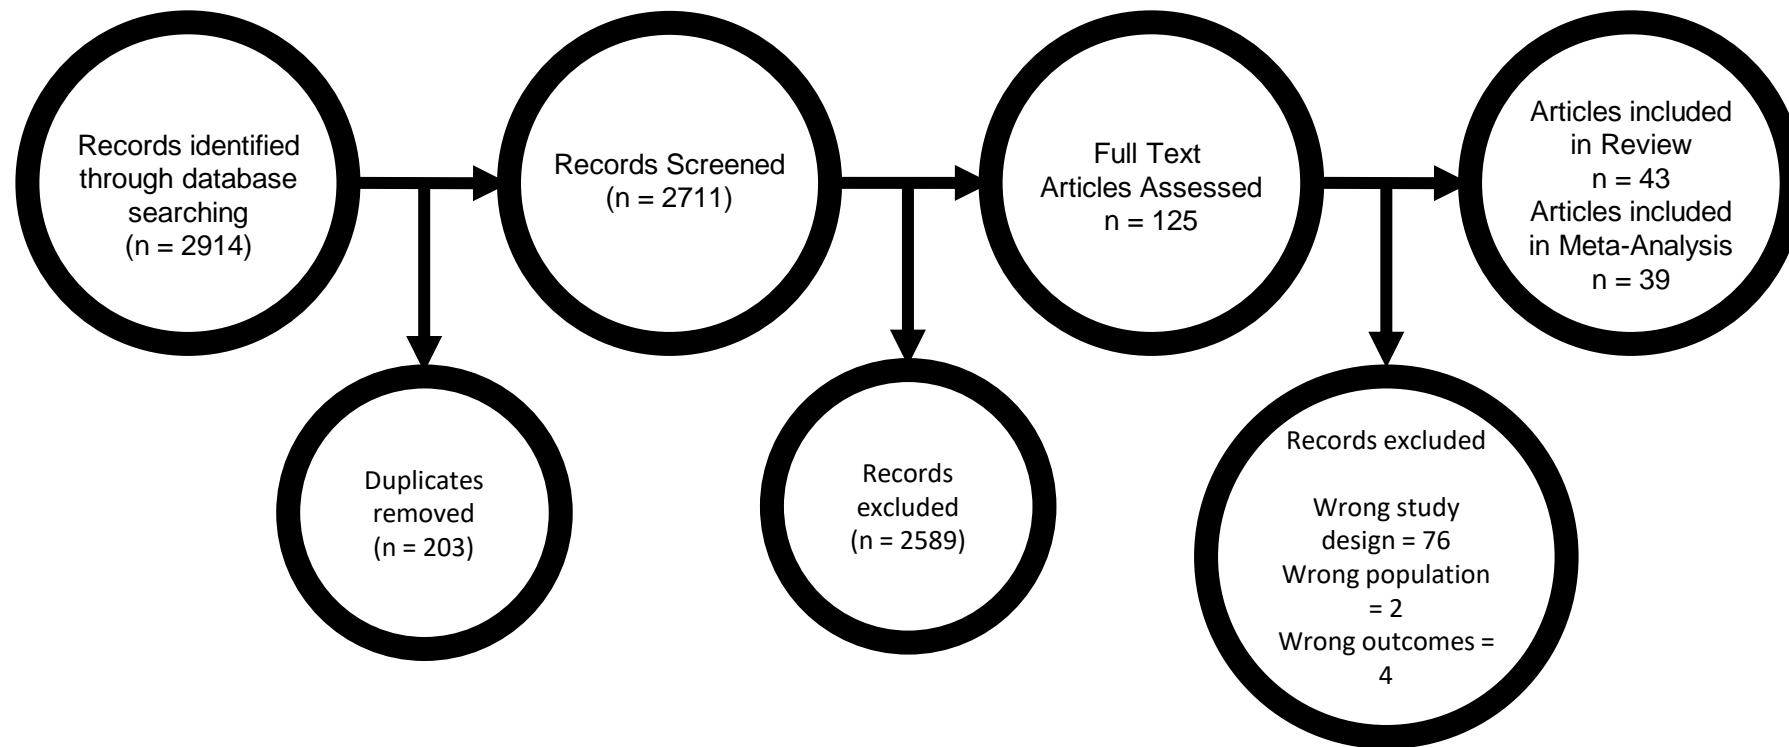 Records identified
through database
searching
(n = 2914)
Records Screened
(n = 2711)
Full Text
Articles Assessed
n = 125
Articles included
in Review
n = 43
Articles included
in Meta-Analysis
n = 39
Duplicates
removed
(n = 203)
Records
excluded
(n = 2589)
Records excluded
Wrong study
design = 76
Wrong population
= 2
Wrong outcomes =
4